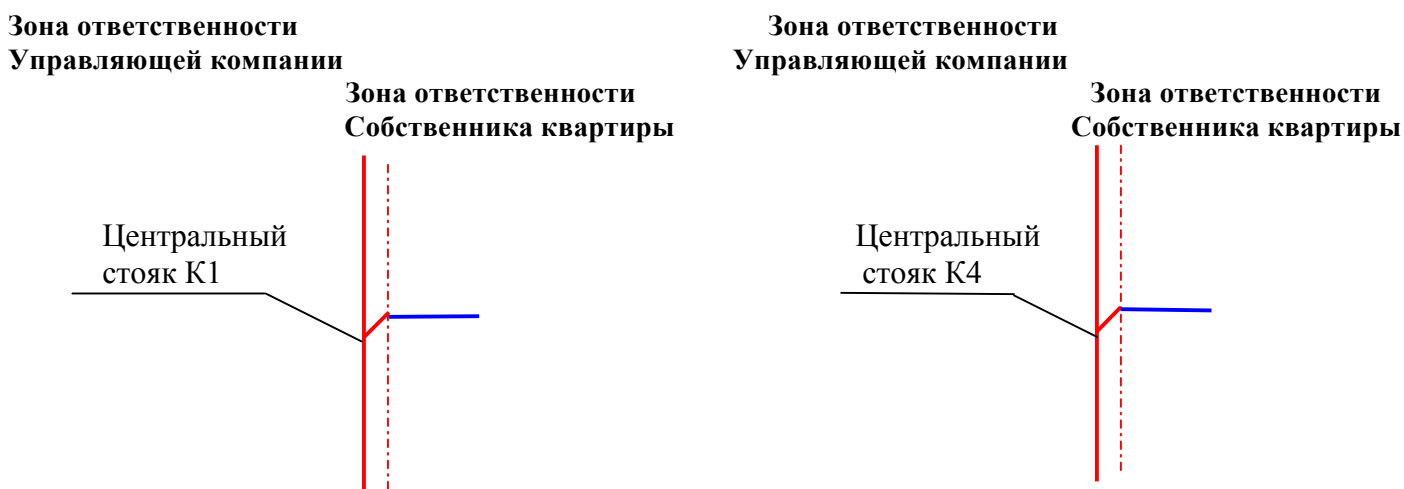 Зона ответственности
Управляющей компании
Зона ответственности
Собственника квартиры
Центральный
стояк К1
Зона ответственности
Управляющей компании
Зона ответственности
Собственника квартиры
Центральный
стояк К4